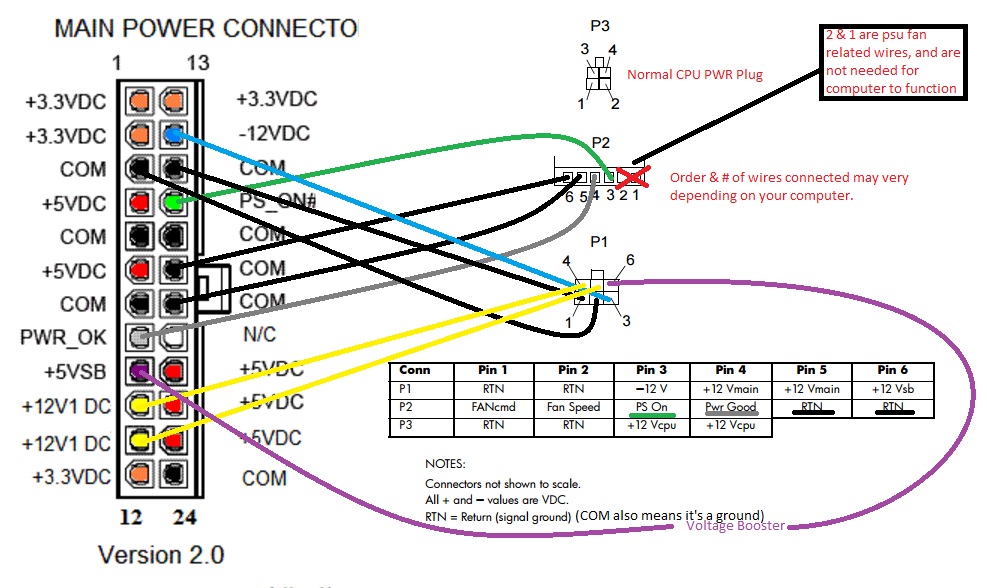 MAIN POWER CONNECTO
1 13
+3.3VDC +3.3VDC
+3.3VDC -12VDC
COM COM
+5VDC PS_ON#
COM COM
+5VDC COM
COM COM
PWR_OK N/C
+5VSB +5VDC
+12V1 DC +5VDC
+12V1 DC +5VDC
+3.3VDC COM
12 24
Version 2.0
P3
3 4
1 2
Normal CPU PWR Plug
2 & 1 are psu fan
related wires, and are
not needed for
computer to function
P2
6 5 4 3 2 1
Order & # of wires connected may very
depending on your computer.
P1
4 6
1 3
Conn Pin 1 Pin 2 Pin 3 Pin 4 Pin 5 Pin 6
P1 RTN RTN −12 V +12 Vmain +12 Vmain +12 Vsb
P2 FANcmd Fan Speed PS On Pwr Good RTN RTN
P3 RTN RTN +12 Vcpu +12 Vcpu
NOTES:
Connectors not shown to scale.
All + and − values are VDC.
RTN = Return (signal ground) (COM also means it's a ground)
Voltage Booster